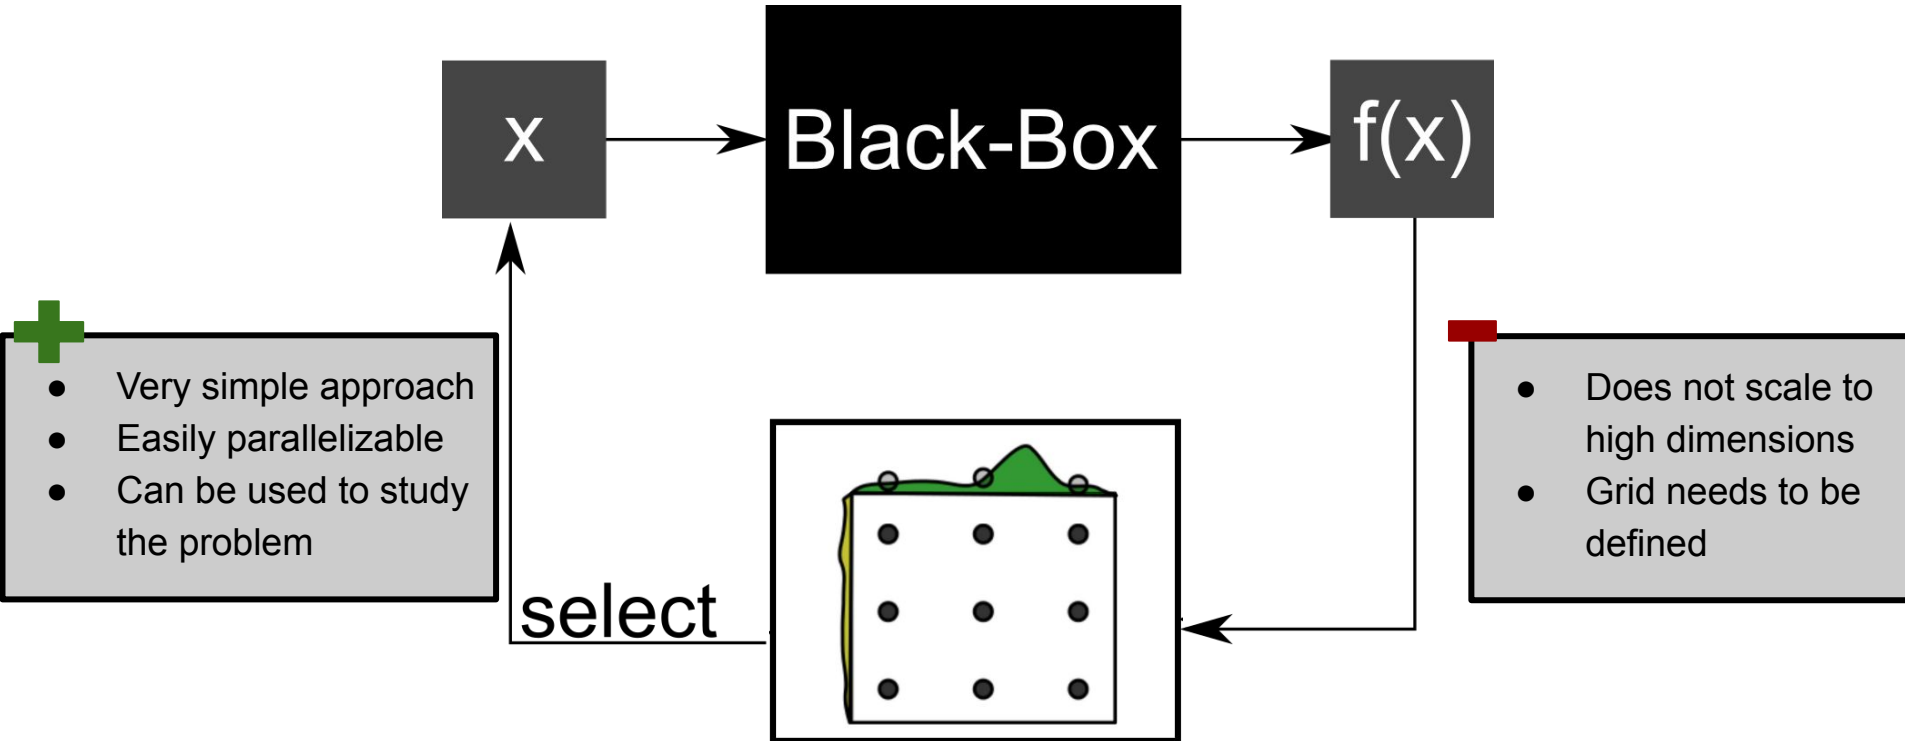 x
Black-Box
f(x)
● Very simple approach
● Easily parallelizable
● Can be used to study
the problem
select
● Does not scale to
high dimensions
● Grid needs to be
defined